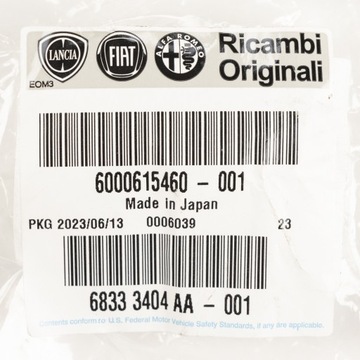 LANCIA FIAT ALFA ROMEO Ricambi
Originali
EOM3
6000615460 - 001
Made in Japan
PKG 2023/06/13 0006039 23
6833 3404 AA - 001
Contents conform to U.S. Federal Motor Vehicle Safety Standards, if any are applicable.